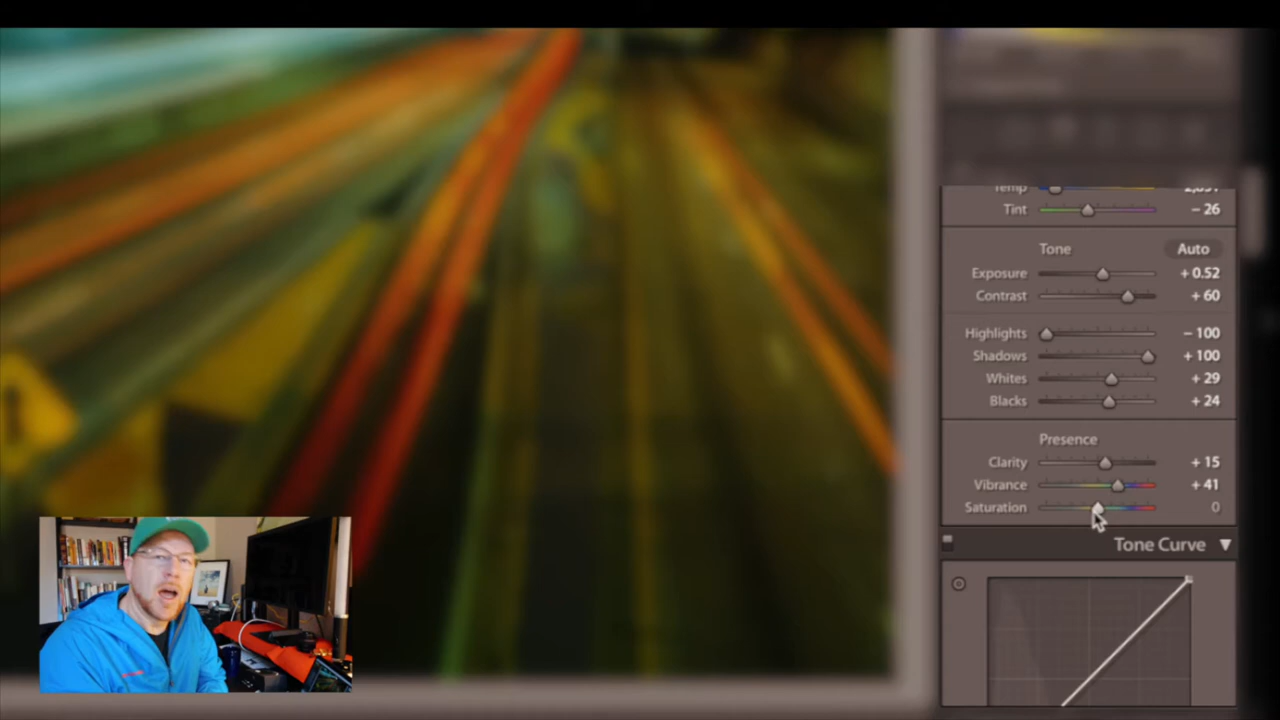 Temp
Tint − 26
Tone Auto
Exposure + 0.52
Contrast + 60
Highlights − 100
Shadows + 100
Whites + 29
Blacks + 24
Presence
Clarity + 15
Vibrance + 41
Saturation 0
Tone Curve